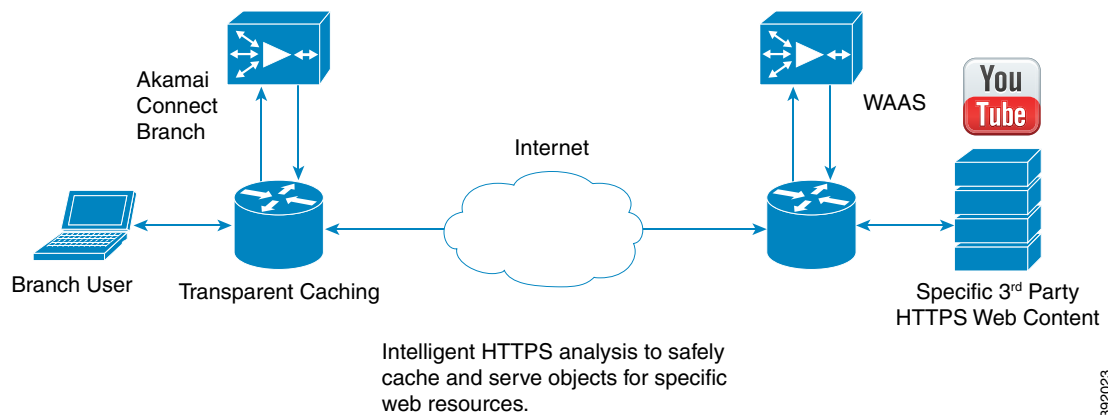 Akamai
Connect
Branch
WAAS
You
Tube
Internet
Branch User
Transparent Caching
Specific 3rd Party
HTTPS Web Content
Intelligent HTTPS analysis to safely
cache and serve objects for specific
web resources.
392023